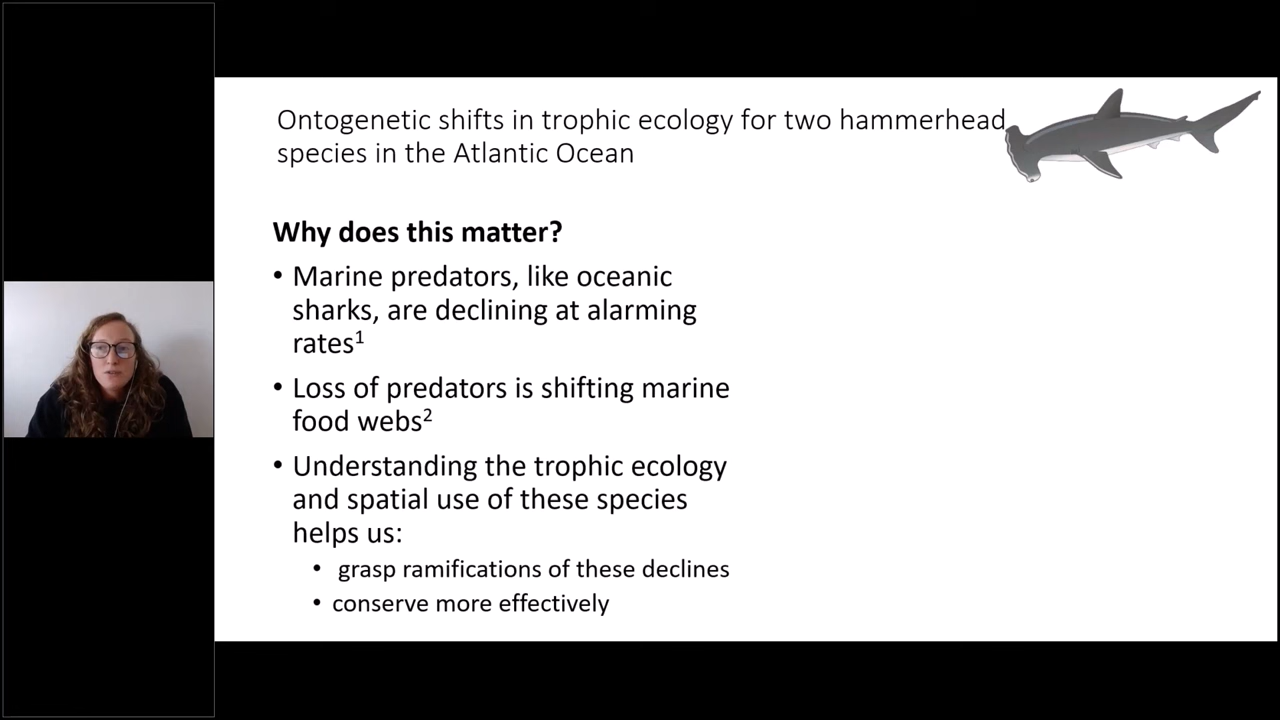 Ontogenetic shifts in trophic ecology for two hammerhead
species in the Atlantic Ocean
Why does this matter?
• Marine predators, like oceanic
sharks, are declining at alarming
rates¹
• Loss of predators is shifting marine
food webs²
• Understanding the trophic ecology
and spatial use of these species
helps us:
• grasp ramifications of these declines
• conserve more effectively